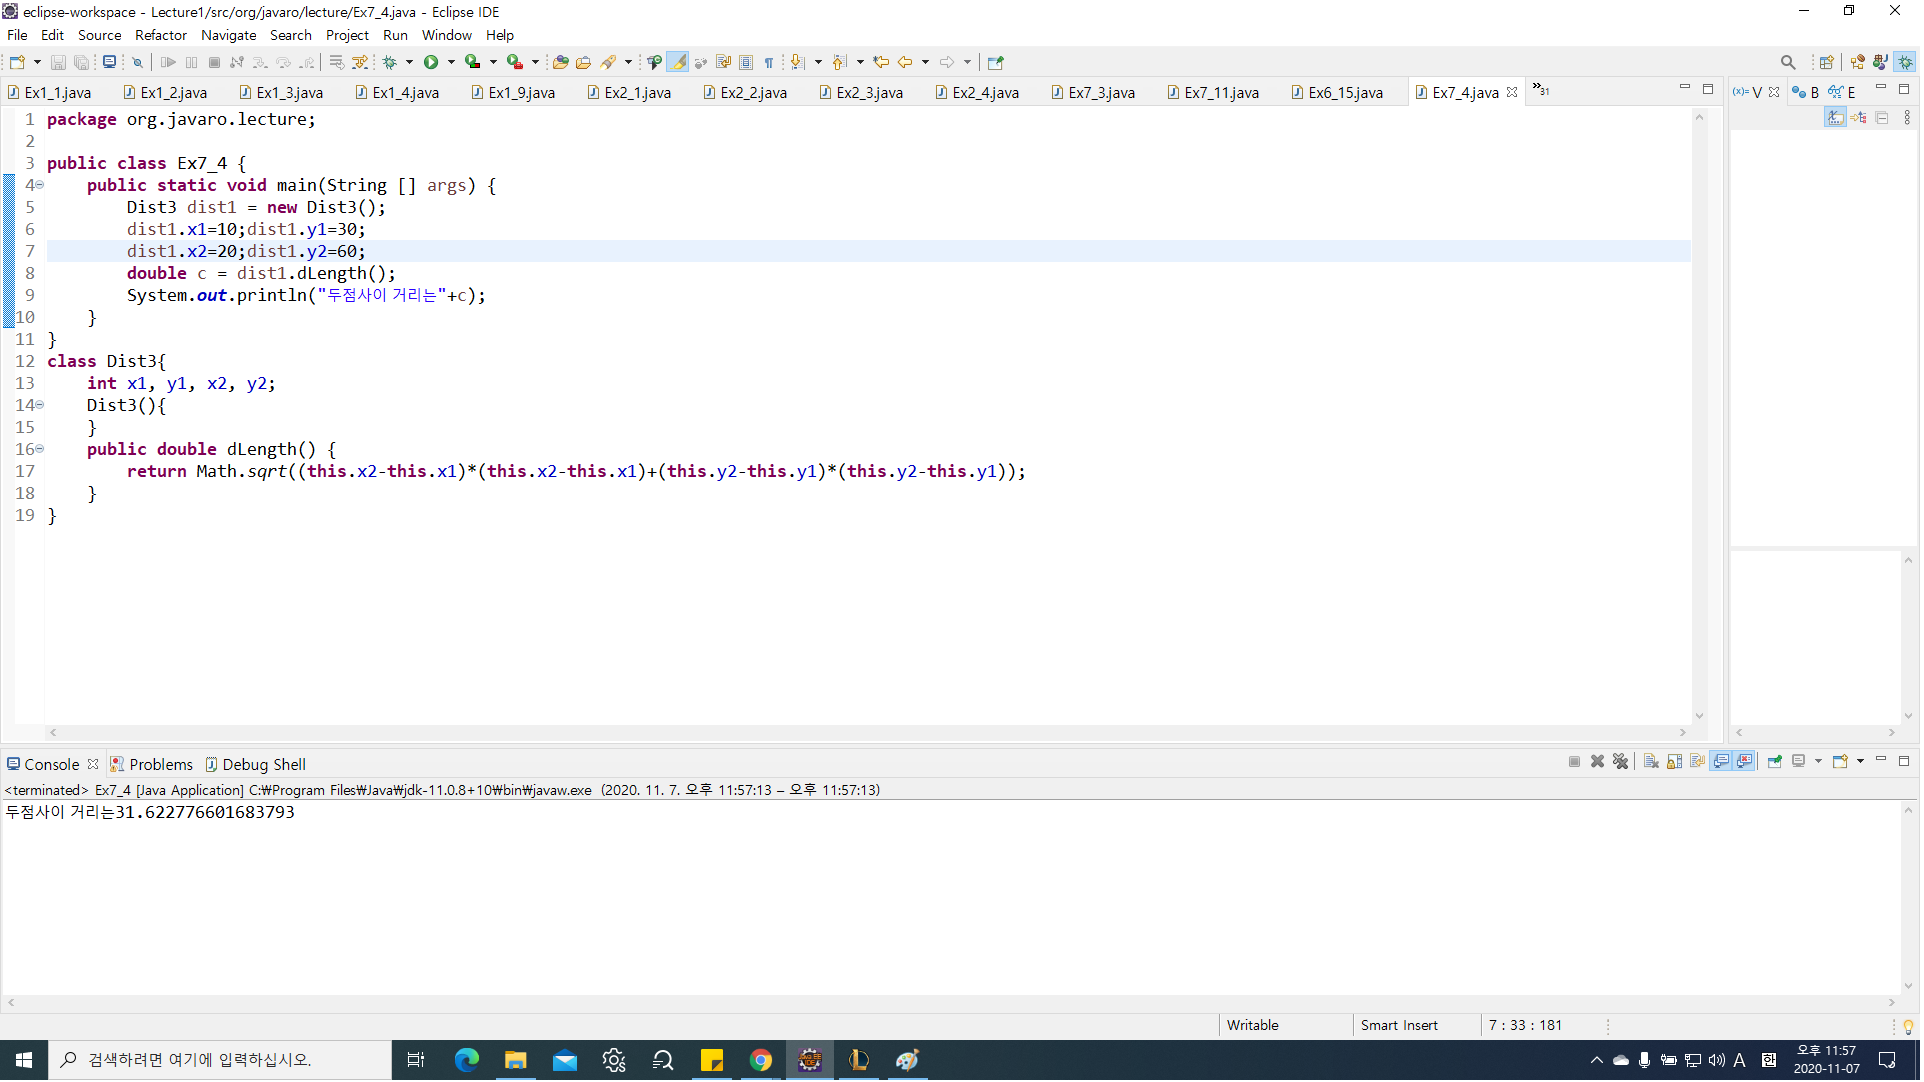 eclipse-workspace - Lecture1/src/org/javaro/lecture/Ex7_4.java - Eclipse IDE
File Edit Source Refactor Navigate Search Project Run Window Help
Ex1_1.java Ex1_2.java Ex1_3.java Ex1_4.java Ex1_9.java Ex2_1.java Ex2_2.java Ex2_3.java Ex2_4.java Ex7_3.java Ex7_11.java Ex6_15.java Ex7_4.java »31 (x)= V B E
1 package org.javaro.lecture;
2
3 public class Ex7_4 {
4 public static void main(String [] args) {
5 Dist3 dist1 = new Dist3();
6 dist1.x1=10;dist1.y1=30;
7 dist1.x2=20;dist1.y2=60;
8 double c = dist1.dLength();
9 System.out.println("두점사이 거리는"+c);
10 }
11 }
12 class Dist3{
13 int x1, y1, x2, y2;
14 Dist3(){
15 }
16 public double dLength() {
17 return Math.sqrt((this.x2-this.x1)*(this.x2-this.x1)+(this.y2-this.y1)*(this.y2-this.y1));
18 }
19 }
Console Problems Debug Shell
<terminated> Ex7_4 [Java Application] C:₩Program Files₩Java₩jdk-11.0.8+10₩bin₩javaw.exe (2020. 11. 7. 오후 11:57:13 – 오후 11:57:13)
두점사이 거리는31.622776601683793
Writable Smart Insert 7 : 33 : 181
검색하려면 여기에 입력하십시오.
A 한 오후 11:57
2020-11-07